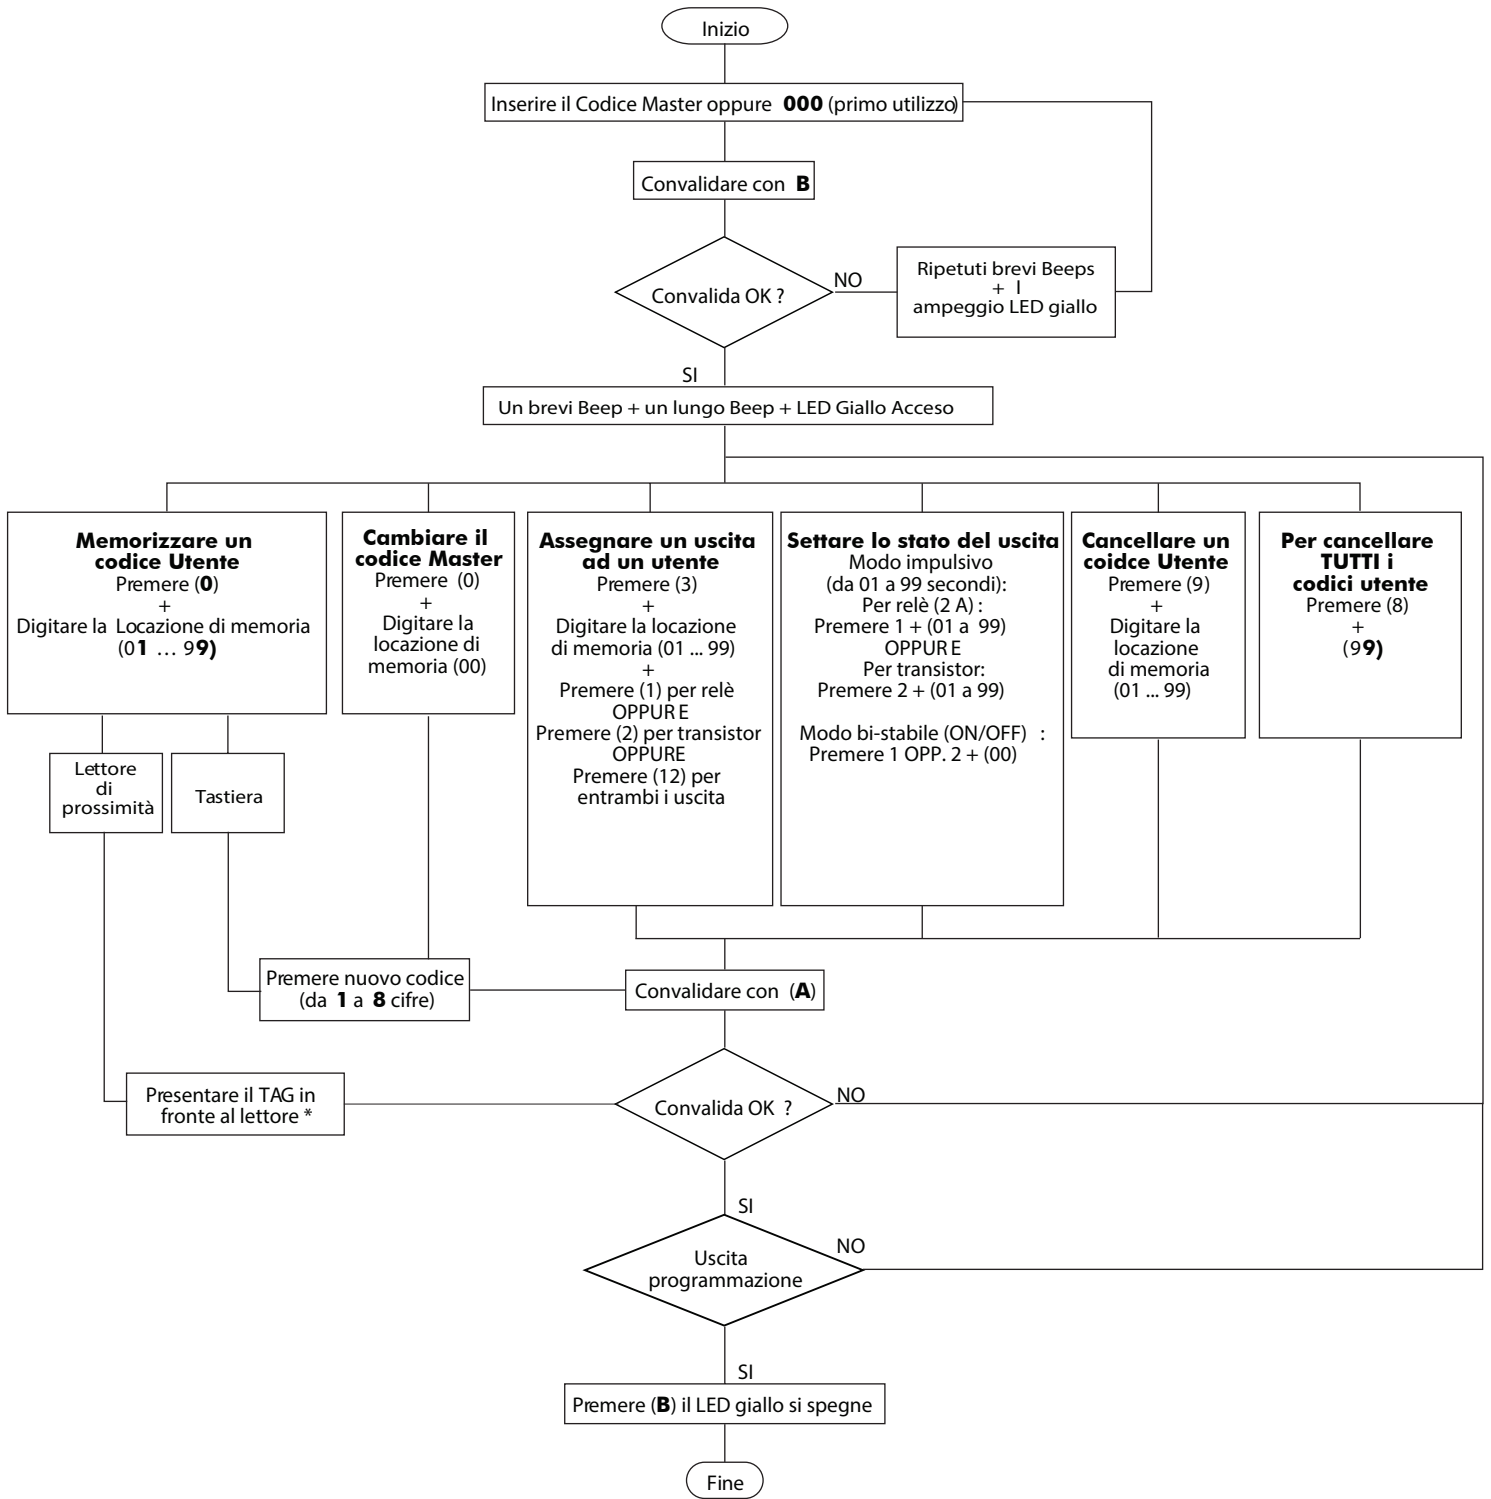 Inizio
Inserire il Codice Master oppure 000 (primo utilizzo)
Convalidare con B
Convalida OK ?
NO
Ripetuti brevi Beeps
+ l
ampeggio LED giallo
SI
Un brevi Beep + un lungo Beep + LED Giallo Acceso
Memorizzare un
codice Utente
Premere (0)
+
Digitare la Locazione di memoria
(01 ... 99)
Cambiare il
codice Master
Premere (0)
+
Digitare la
locazione di
memoria (00)
Assegnare un uscita
ad un utente
Premere (3)
+
Digitare la locazione
di memoria (01 ... 99)
+
Premere (1) per relè
OPPURE
Premere (2) per transistor
OPPURE
Premere (12) per
entrambi i uscita
Settare lo stato del uscita
Modo impulsivo
(da 01 a 99 secondi):
Per relè (2 A) :
Premere 1 + (01 a 99)
OPPURE
Per transistor:
Premere 2 + (01 a 99)
Modo bi-stabile (ON/OFF) :
Premere 1 OPP. 2 + (00)
Cancellare un
coidce Utente
Premere (9)
+
Digitare la
locazione
di memoria
(01 ... 99)
Per cancellare
TUTTI i
codici utente
Premere (8)
+
(99)
Lettore
di
prossimità
Tastiera
Premere nuovo codice
(da 1 a 8 cifre)
Convalidare con (A)
Presentare il TAG in
fronte al lettore *
Convalida OK ?
NO
SI
Uscita
programmazione
NO
SI
Premere (B) il LED giallo si spegne
Fine